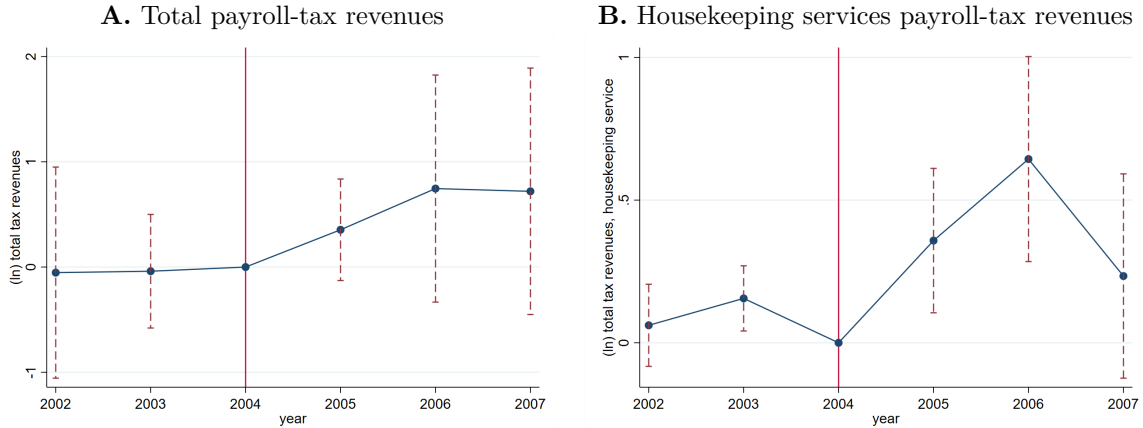 A. Total payroll-tax revenues
(ln) total tax revenues
2
1
0
-1
2002 2003 2004 2005 2006 2007
year
B. Housekeeping services payroll-tax revenues
(ln) total tax revenues, housekeeping service
1
.5
0
2002 2003 2004 2005 2006 2007
year